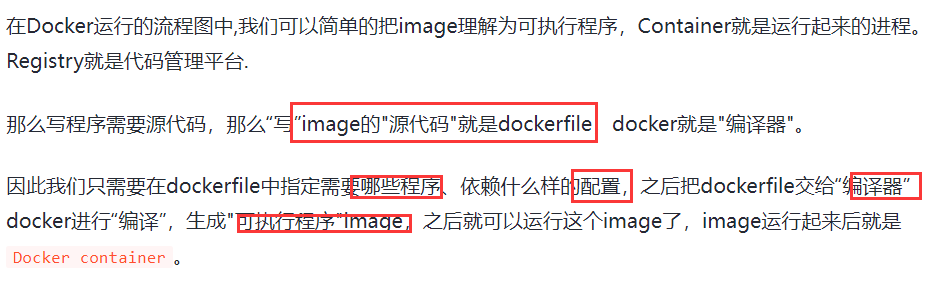 在Docker运行的流程图中,我们可以简单的把image理解为可执行程序，Container就是运行起来的进程。
Registry就是代码管理平台.
那么写程序需要源代码，那么“写”image的"源代码"就是dockerfile　docker就是"编译器"。
因此我们只需要在dockerfile中指定需要哪些程序、依赖什么样的配置，之后把dockerfile交给“编译器”
docker进行“编译”，生成"可执行程序"Image，之后就可以运行这个image了，image运行起来后就是
Docker container。